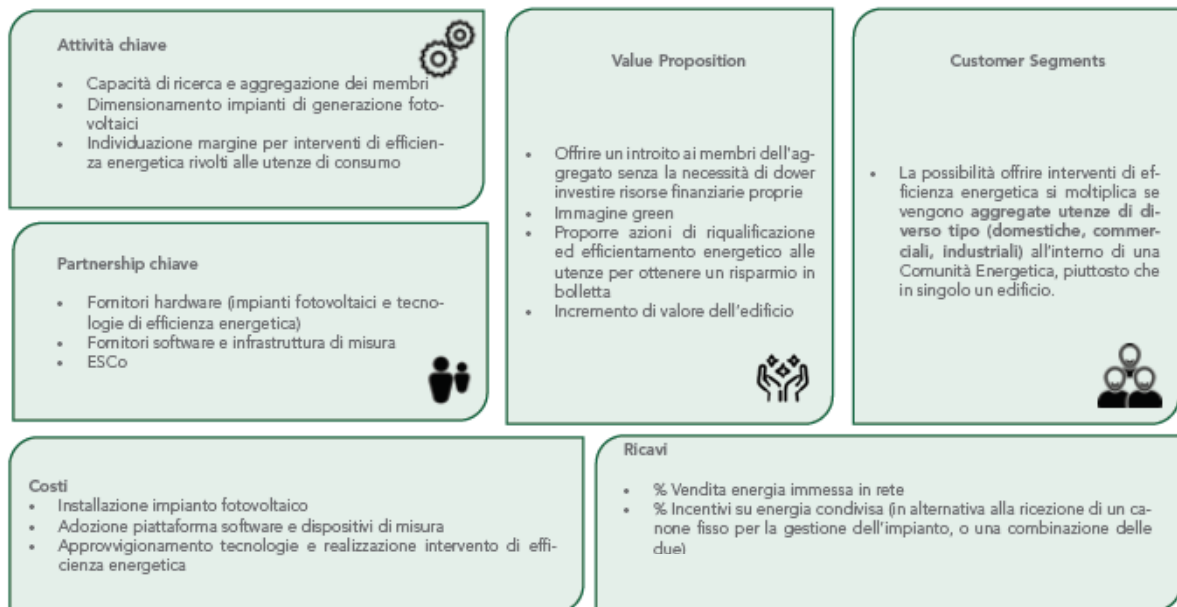 Attività chiave
• Capacità di ricerca e aggregazione dei membri
• Dimensionamento impianti di generazione foto-
voltaici
• Individuazione margine per interventi di efficien-
za energetica rivolti alle utenze di consumo
Partnership chiave
• Fornitori hardware (impianti fotovoltaici e tecno-
logie di efficienza energetica)
• Fornitori software e infrastruttura di misura
• ESCo
Value Proposition
• Offrire un introito ai membri dell'ag-
gregato senza la necessità di dover
investire risorse finanziarie proprie
• Immagine green
• Proporre azioni di riqualificazione
ed efficientamento energetico alle
utenze per ottenere un risparmio in
bolletta
• Incremento di valore dell'edificio
Customer Segments
• La possibilità offrire interventi di ef-
ficienza energetica si moltiplica se
vengono aggregate utenze di di-
verso tipo (domestiche, commer-
ciali, industriali) all'interno di una
Comunità Energetica, piuttosto che
in singolo un edificio.
Costi
• Installazione impianto fotovoltaico
• Adozione piattaforma software e dispositivi di misura
• Approvvigionamento tecnologie e realizzazione intervento di effi-
cienza energetica
Ricavi
• % Vendita energia immessa in rete
• % Incentivi su energia condivisa (in alternativa alla ricezione di un ca-
none fisso per la gestione dell'impianto, o una combinazione delle
due)